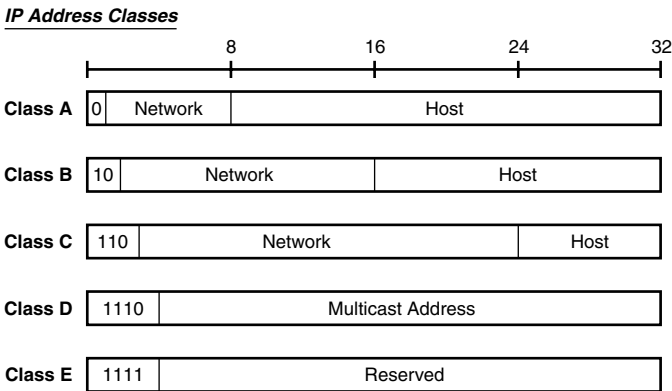 IP Address Classes
8 16 24 32
Class A 0 Network Host
Class B 10 Network Host
Class C 110 Network Host
Class D 1110 Multicast Address
Class E 1111 Reserved